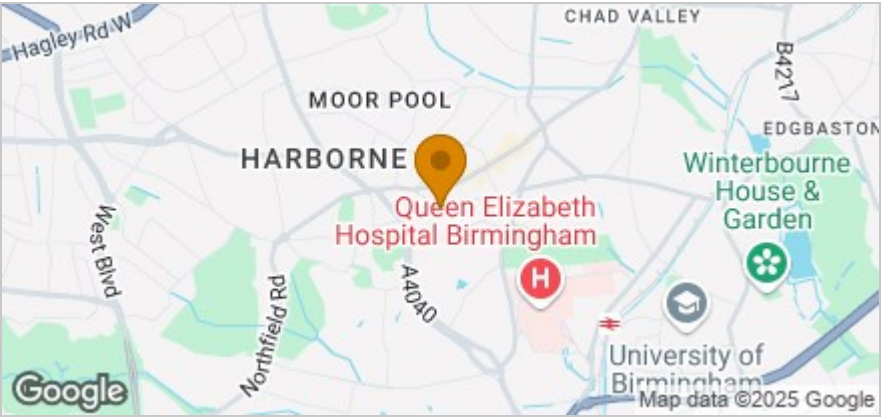 CHAD VALLEY
Hagley Rd W
B4217
MOOR POOL
EDGBASTON
HARBORNE
Winterbourne
House &
Garden
Queen Elizabeth
Hospital Birmingham
H
West Blvd
A4040
Northfield Rd
University of
Birmingham
Google
Map data ©2025 Google